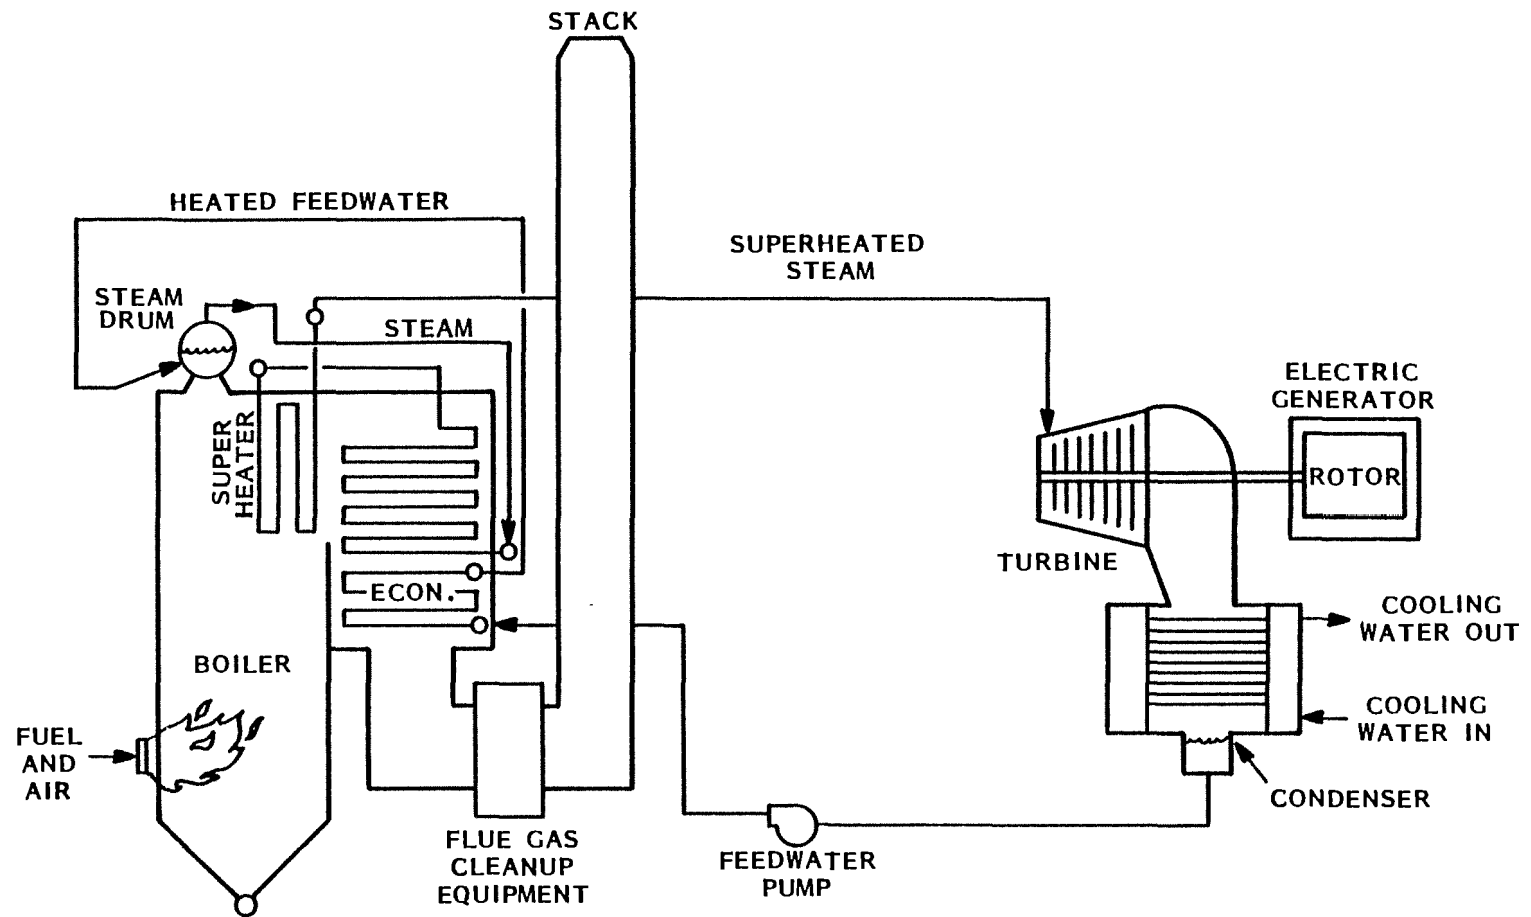 STACK
HEATED FEEDWATER
SUPERHEATED
STEAM
STEAM
DRUM
STEAM
SUPER
HEATER
ELECTRIC
GENERATOR
ROTOR
TURBINE
ECON.
COOLING
WATER OUT
BOILER
COOLING
WATER IN
FUEL
AND
AIR
CONDENSER
FLUE GAS
CLEANUP
EQUIPMENT
FEEDWATER
PUMP